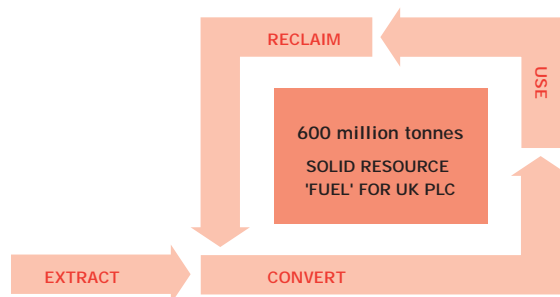 RECLAIM
USE
600 million tonnes
SOLID RESOURCE
'FUEL' FOR UK PLC
EXTRACT
CONVERT